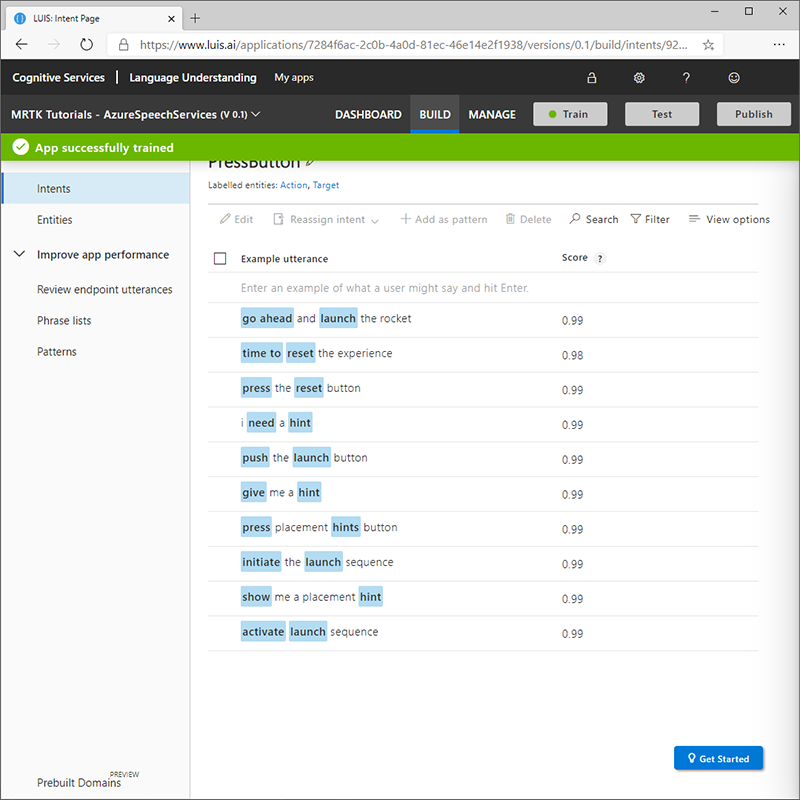 LUIS: Intent Page
https://www.luis.ai/applications/7284f6ac-2c0b-4a0d-81ec-46e14e2f1938/versions/0.1/build/intents/92...
Cognitive Services | Language Understanding My apps ?
MRTK Tutorials - AzureSpeechServices (V 0.1) DASHBOARD BUILD MANAGE Train Test Publish
App successfully trained
PressButton
Labelled entities: Action, Target
Intents
Entities
Improve app performance
Review endpoint utterances
Phrase lists
Patterns
Edit Reassign intent Add as pattern Delete Search Filter View options
Example utterance Score ?
Enter an example of what a user might say and hit Enter.
go ahead and launch the rocket 0.99
time to reset the experience 0.98
press the reset button 0.99
i need a hint 0.99
push the launch button 0.99
give me a hint 0.99
press placement hints button 0.99
initiate the launch sequence 0.99
show me a placement hint 0.99
activate launch sequence 0.99
Get Started
Prebuilt Domains PREVIEW